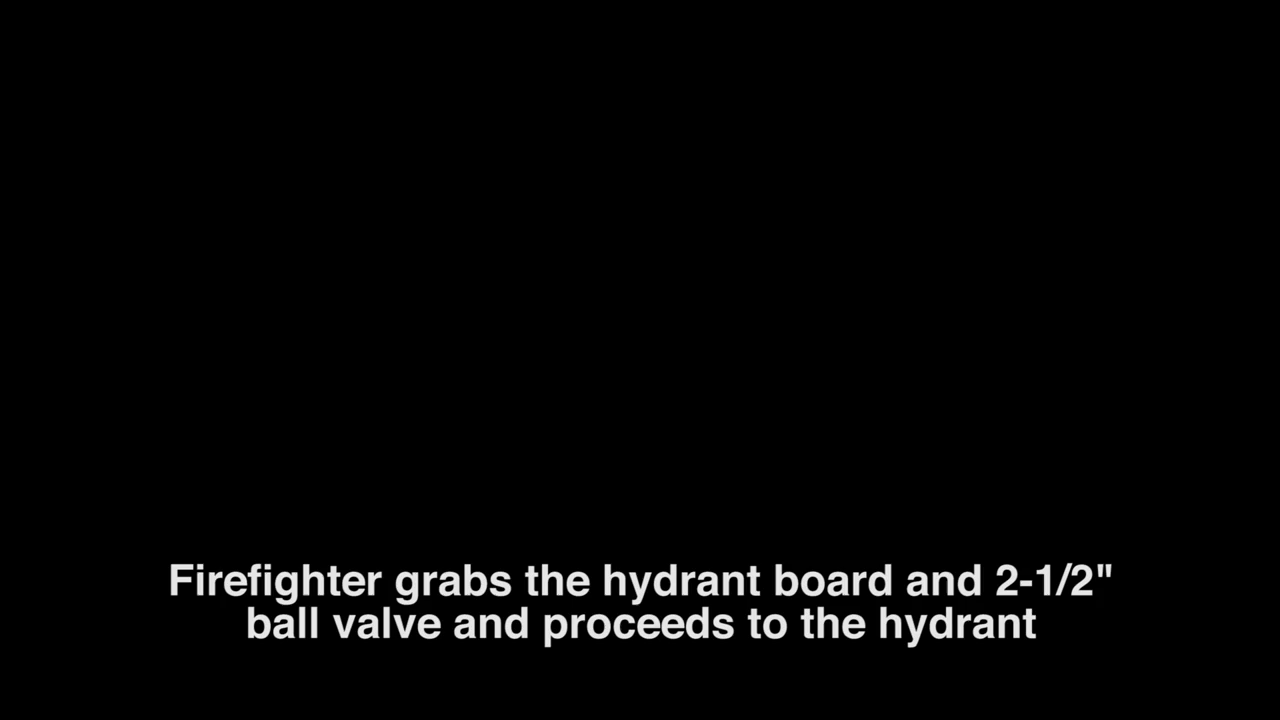 Firefighter grabs the hydrant board and 2-1/2"
ball valve and proceeds to the hydrant